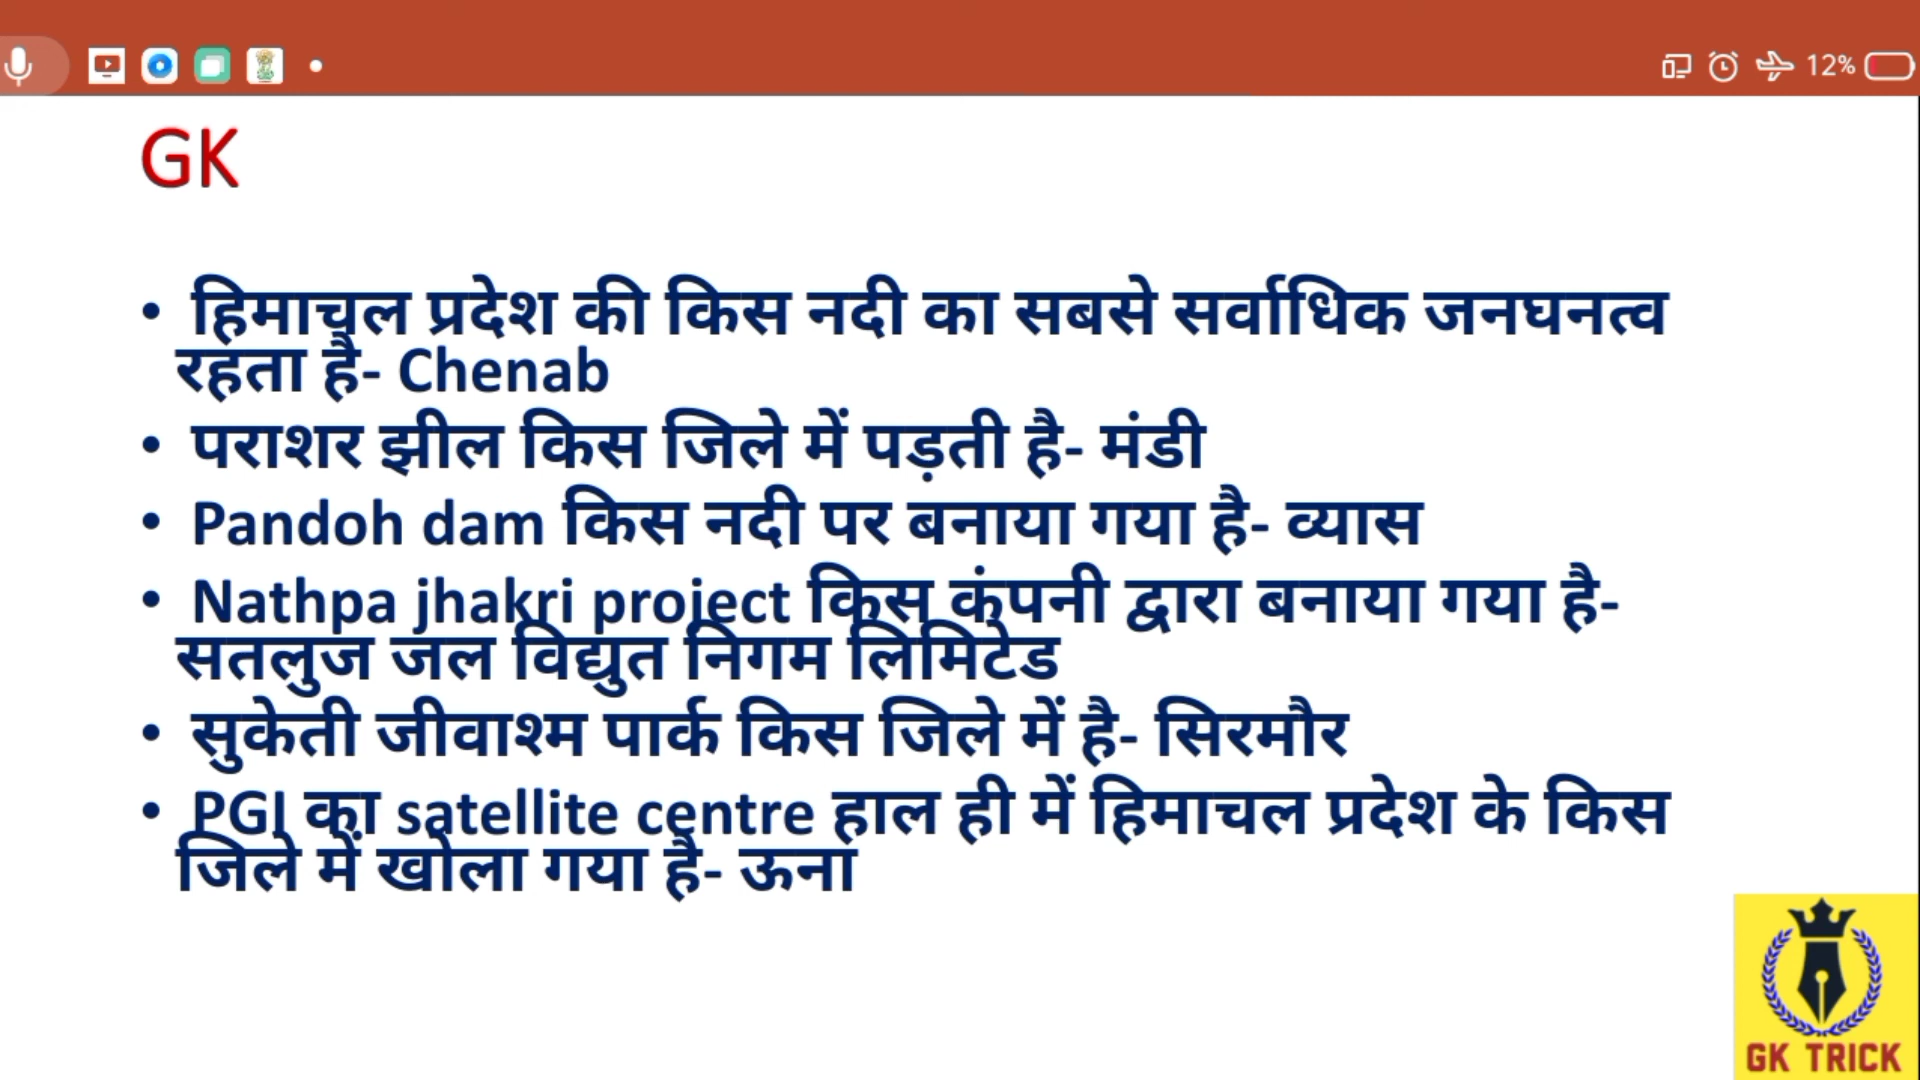 12%
GK
• हिमाचल प्रदेश की किस नदी का सबसे सर्वाधिक जनघनत्व
रहता है- Chenab
• पराशर झील किस जिले में पड़ती है- मंडी
• Pandoh dam किस नदी पर बनाया गया है- व्यास
• Nathpa jhakri project किस कंपनी द्वारा बनाया गया है-
सतलुज जल विद्युत निगम लिमिटेड
• सुकेती जीवाश्म पार्क किस जिले में है- सिरमौर
• PGI का satellite centre हाल ही में हिमाचल प्रदेश के किस
जिले में खोला गया है- ऊना
GK TRICK